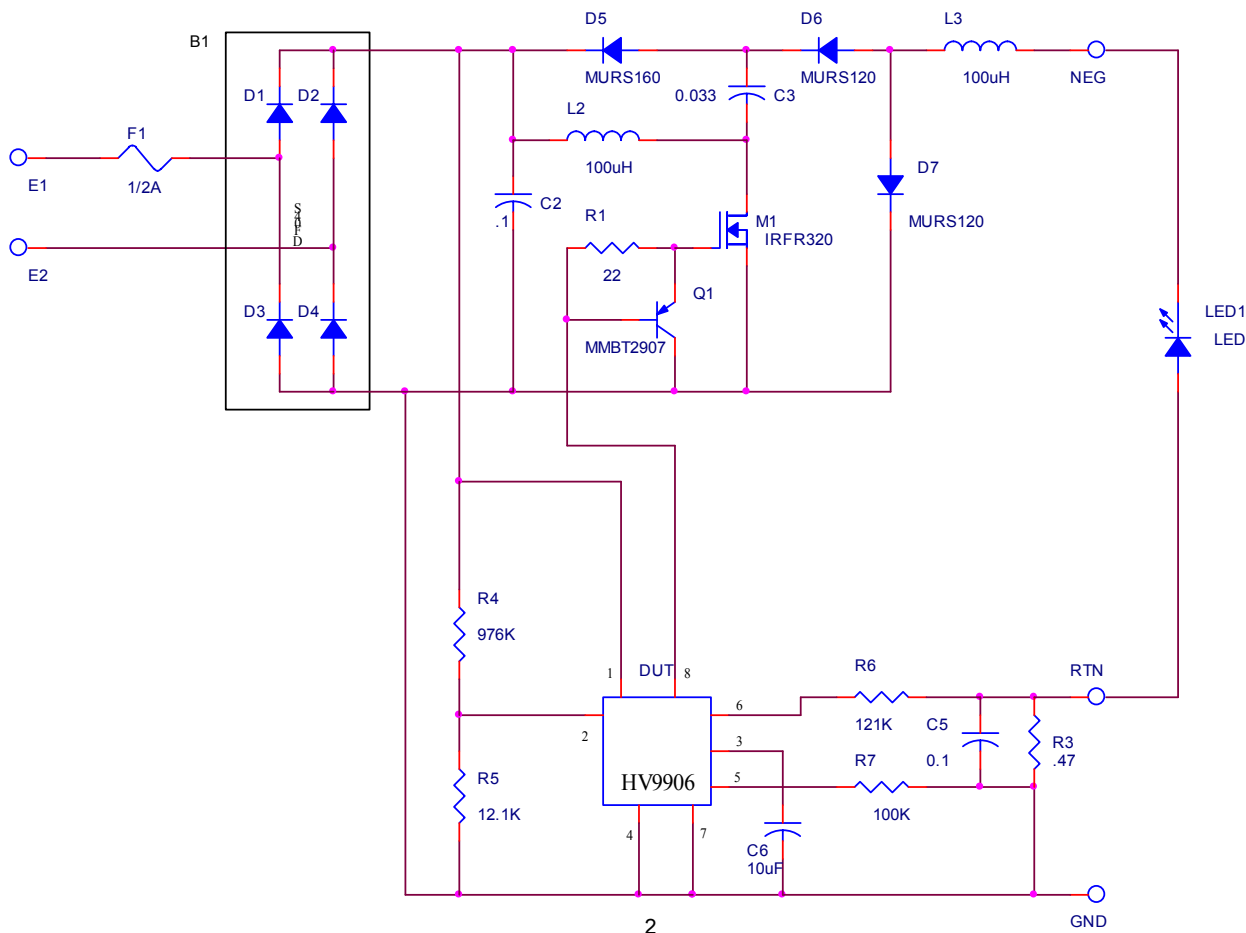 B1
D5
MURS160
D6
MURS120
L3
100uH
NEG
D1
D2
0.033
C3
L2
100uH
F1
1/2A
E1
D7
MURS120
C2
.1
R1
22
M1
IRFR320
E2
DF04S
Q1
MMBT2907
D3
D4
LED1
LED
R4
976K
1
DUT
8
6
R6
121K
RTN
2
3
C5
0.1
R3
.47
R5
12.1K
HV9906
5
R7
100K
4
7
C6
10uF
GND
2